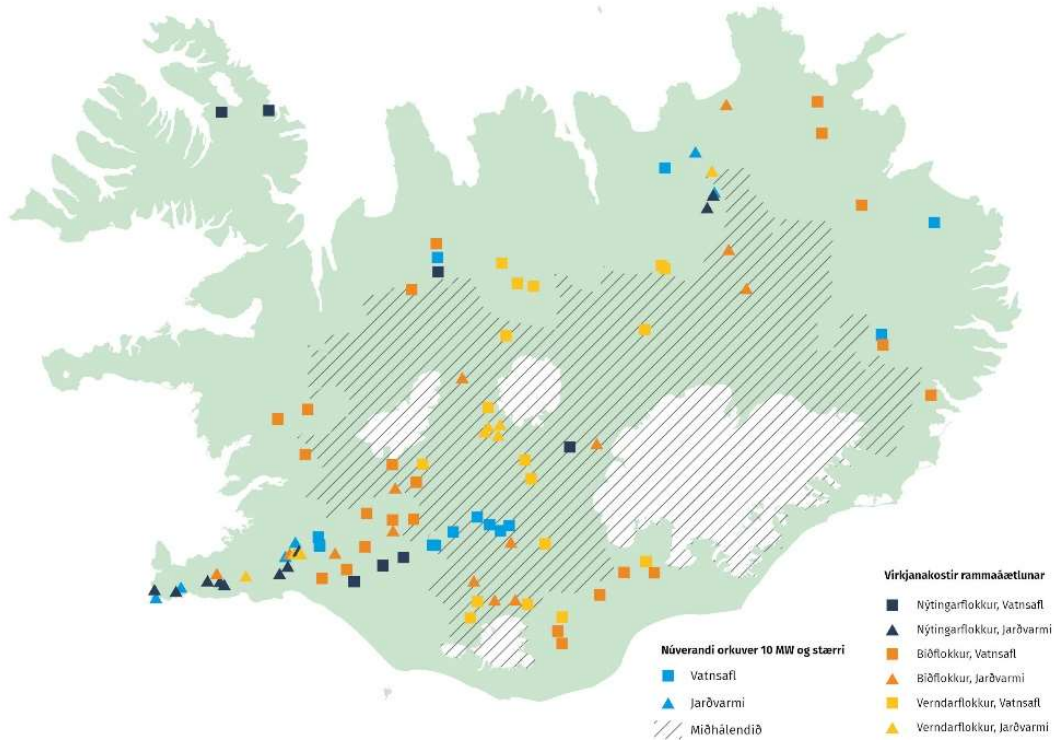 Núverandi orkuver 10 MW og stærri
Vatnsafl
Jarðvarmi
Miðhálendið
Virkjanakostir rammaáætlunar
Nýtingarflokkur, Vatnsafl
Nýtingarflokkur, Jarðvarmi
Biðflokkur, Vatnsafl
Biðflokkur, Jarðvarmi
Verndarflokkur, Vatnsafl
Verndarflokkur, Jarðvarmi